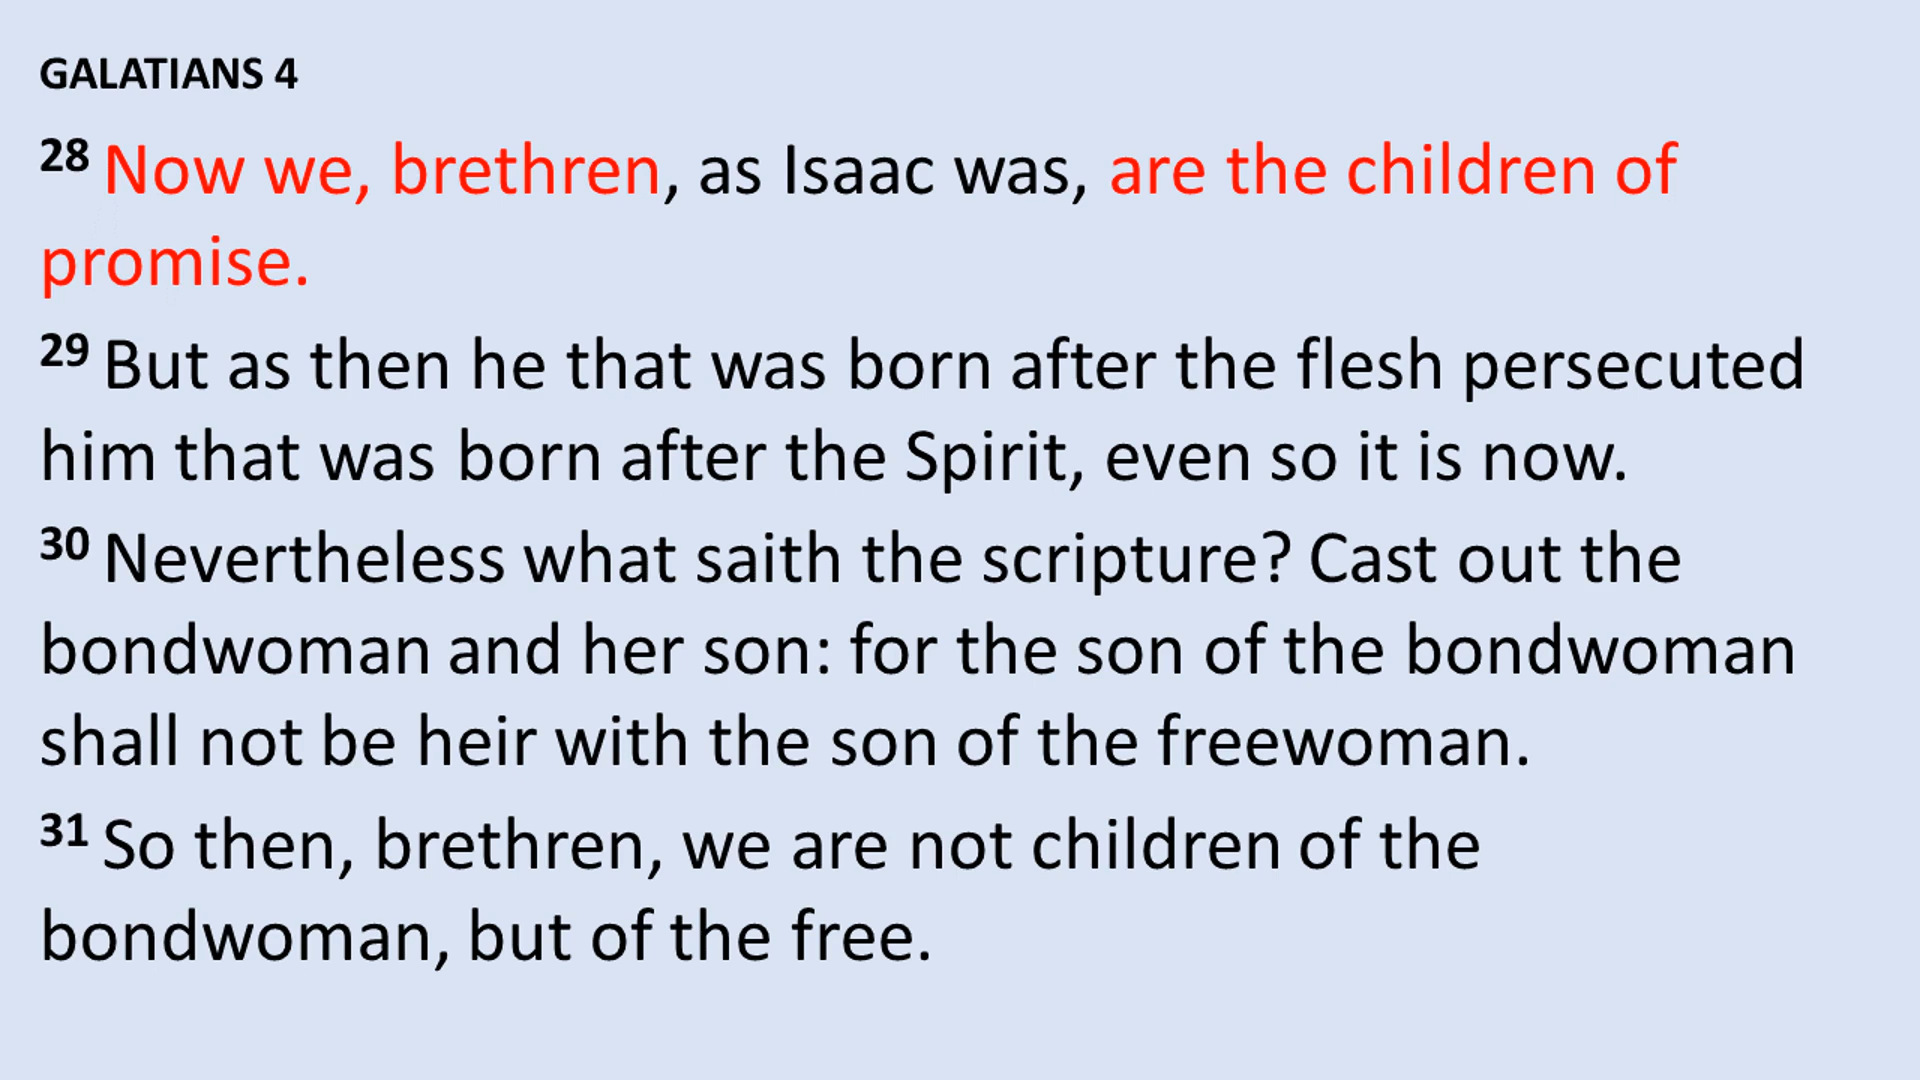 GALATIANS 4
28 Now we, brethren, as Isaac was, are the children of
promise.
29 But as then he that was born after the flesh persecuted
him that was born after the Spirit, even so it is now.
30 Nevertheless what saith the scripture? Cast out the
bondwoman and her son: for the son of the bondwoman
shall not be heir with the son of the freewoman.
31 So then, brethren, we are not children of the
bondwoman, but of the free.